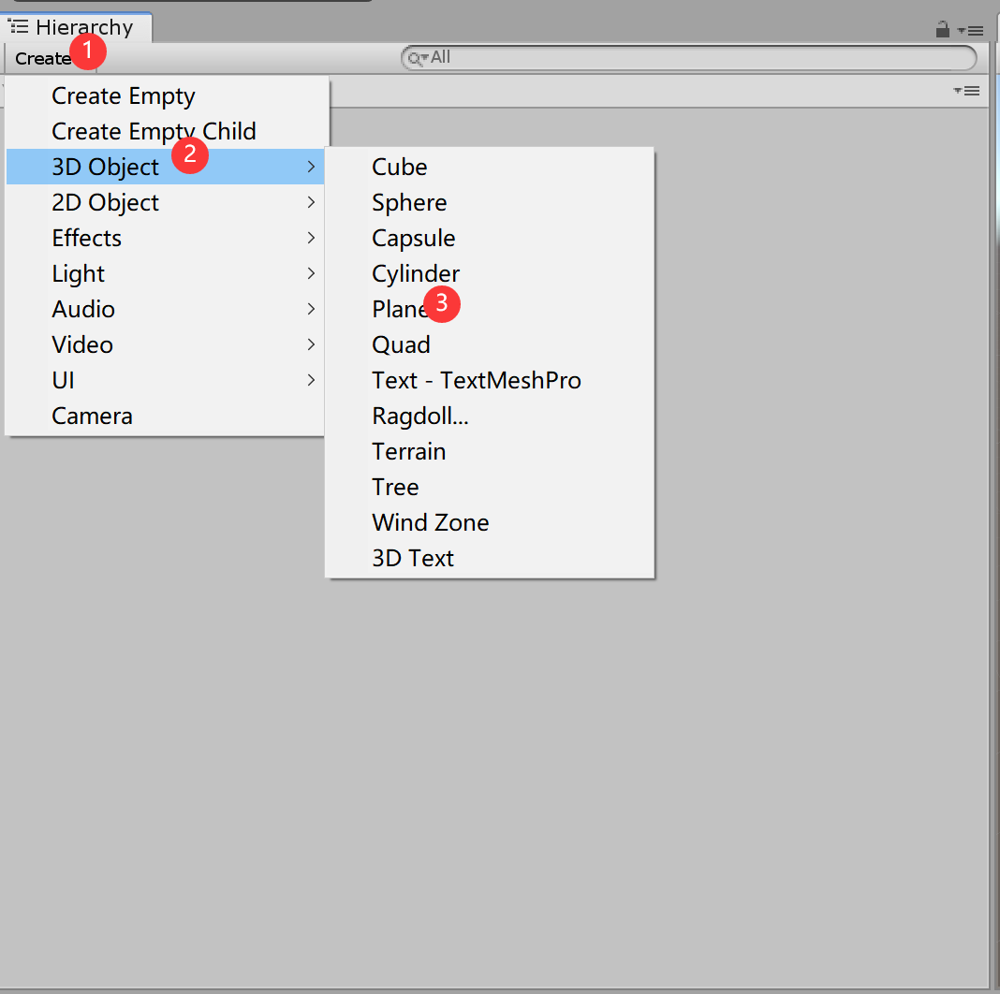 Hierarchy
Create 1
All
Create Empty
Create Empty Child
3D Object 2
2D Object
Effects
Light
Audio
Video
UI
Camera
Cube
Sphere
Capsule
Cylinder
Plane 3
Quad
Text - TextMeshPro
Ragdoll...
Terrain
Tree
Wind Zone
3D Text